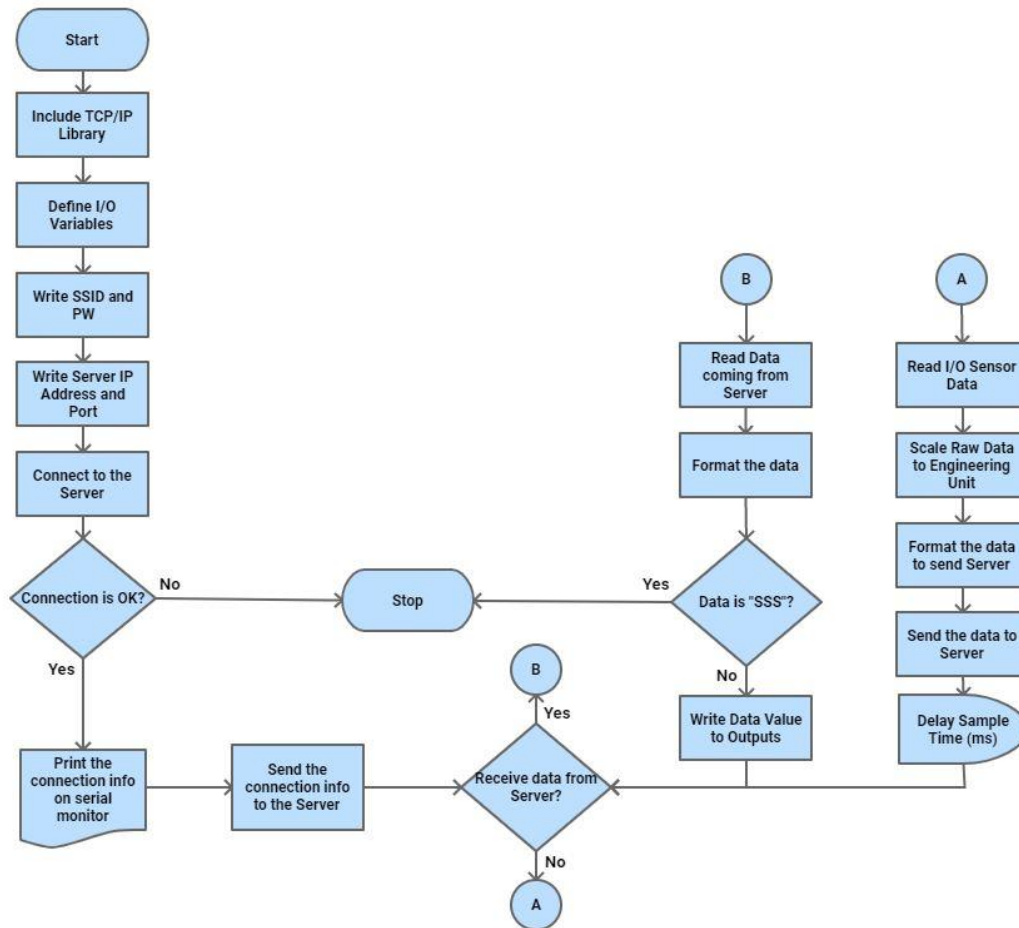 Start
Include TCP/IP
Library
Define I/O
Variables
Write SSID and
PW
Write Server IP
Address and
Port
Connect to the
Server
Connection is OK?
No
Yes
Stop
Print the
connection info
on serial
monitor
Send the
connection info
to the Server
Receive data from
Server?
Yes
B
No
A
B
Read Data
coming from
Server
Format the data
Data is "SSS"?
Yes
No
Write Data Value
to Outputs
A
Read I/O Sensor
Data
Scale Raw Data
to Engineering
Unit
Format the data
to send Server
Send the data to
Server
Delay Sample
Time (ms)